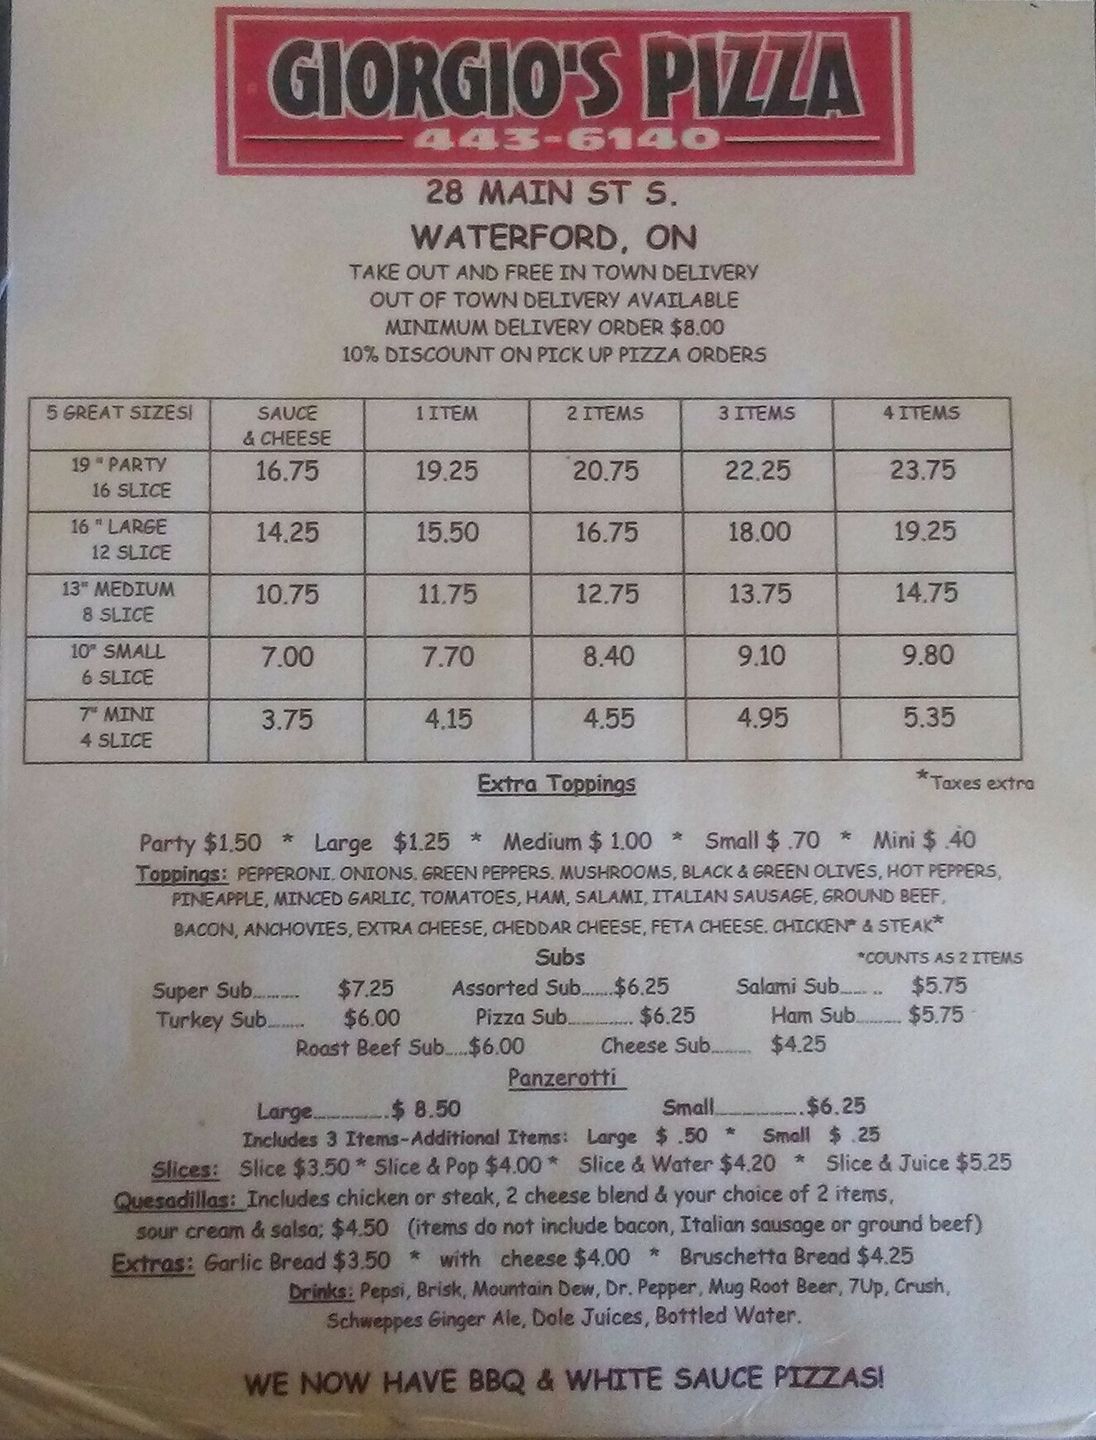 GIORGIO'S PIZZA
443-6140
28 MAIN ST S.
WATERFORD, ON
TAKE OUT AND FREE IN TOWN DELIVERY
OUT OF TOWN DELIVERY AVAILABLE
MINIMUM DELIVERY ORDER $8.00
10% DISCOUNT ON PICK UP PIZZA ORDERS
5 GREAT SIZES! SAUCE & CHEESE 1 ITEM 2 ITEMS 3 ITEMS 4 ITEMS
19 " PARTY 16 SLICE 16.75 19.25 20.75 22.25 23.75
16 " LARGE 12 SLICE 14.25 15.50 16.75 18.00 19.25
13" MEDIUM 8 SLICE 10.75 11.75 12.75 13.75 14.75
10" SMALL 6 SLICE 7.00 7.70 8.40 9.10 9.80
7" MINI 4 SLICE 3.75 4.15 4.55 4.95 5.35
Extra Toppings *Taxes extra
Party $1.50 * Large $1.25 * Medium $ 1.00 * Small $ .70 * Mini $ .40
Toppings: PEPPERONI. ONIONS. GREEN PEPPERS. MUSHROOMS, BLACK & GREEN OLIVES, HOT PEPPERS,
PINEAPPLE, MINCED GARLIC, TOMATOES, HAM, SALAMI, ITALIAN SAUSAGE, GROUND BEEF,
BACON, ANCHOVIES, EXTRA CHEESE, CHEDDAR CHEESE, FETA CHEESE. CHICKEN* & STEAK*
Subs *COUNTS AS 2 ITEMS
Super Sub.......... $7.25 Assorted Sub.......$6.25 Salami Sub....... .. $5.75
Turkey Sub........ $6.00 Pizza Sub.............. $6.25 Ham Sub.......... $5.75
Roast Beef Sub.....$6.00 Cheese Sub......... $4.25
Panzerotti
Large................$ 8.50 Small..................$6.25
Includes 3 Items-Additional Items: Large $ .50 * Small $ .25
Slices: Slice $3.50 * Slice & Pop $4.00 * Slice & Water $4.20 * Slice & Juice $5.25
Quesadillas: Includes chicken or steak, 2 cheese blend & your choice of 2 items,
sour cream & salsa; $4.50 (items do not include bacon, Italian sausage or ground beef)
Extras: Garlic Bread $3.50 * with cheese $4.00 * Bruschetta Bread $4.25
Drinks: Pepsi, Brisk, Mountain Dew, Dr. Pepper, Mug Root Beer, 7Up, Crush,
Schweppes Ginger Ale, Dole Juices, Bottled Water.
WE NOW HAVE BBQ & WHITE SAUCE PIZZAS!